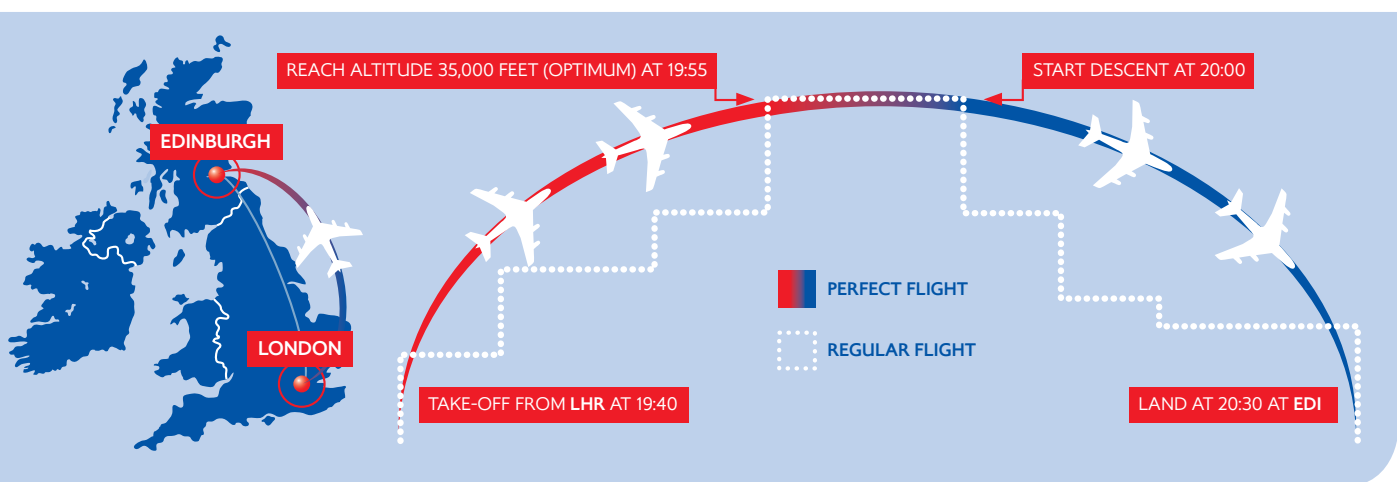 REACH ALTITUDE 35,000 FEET (OPTIMUM) AT 19:55
START DESCENT AT 20:00
EDINBURGH
PERFECT FLIGHT
LONDON
REGULAR FLIGHT
TAKE-OFF FROM LHR AT 19:40
LAND AT 20:30 AT EDI